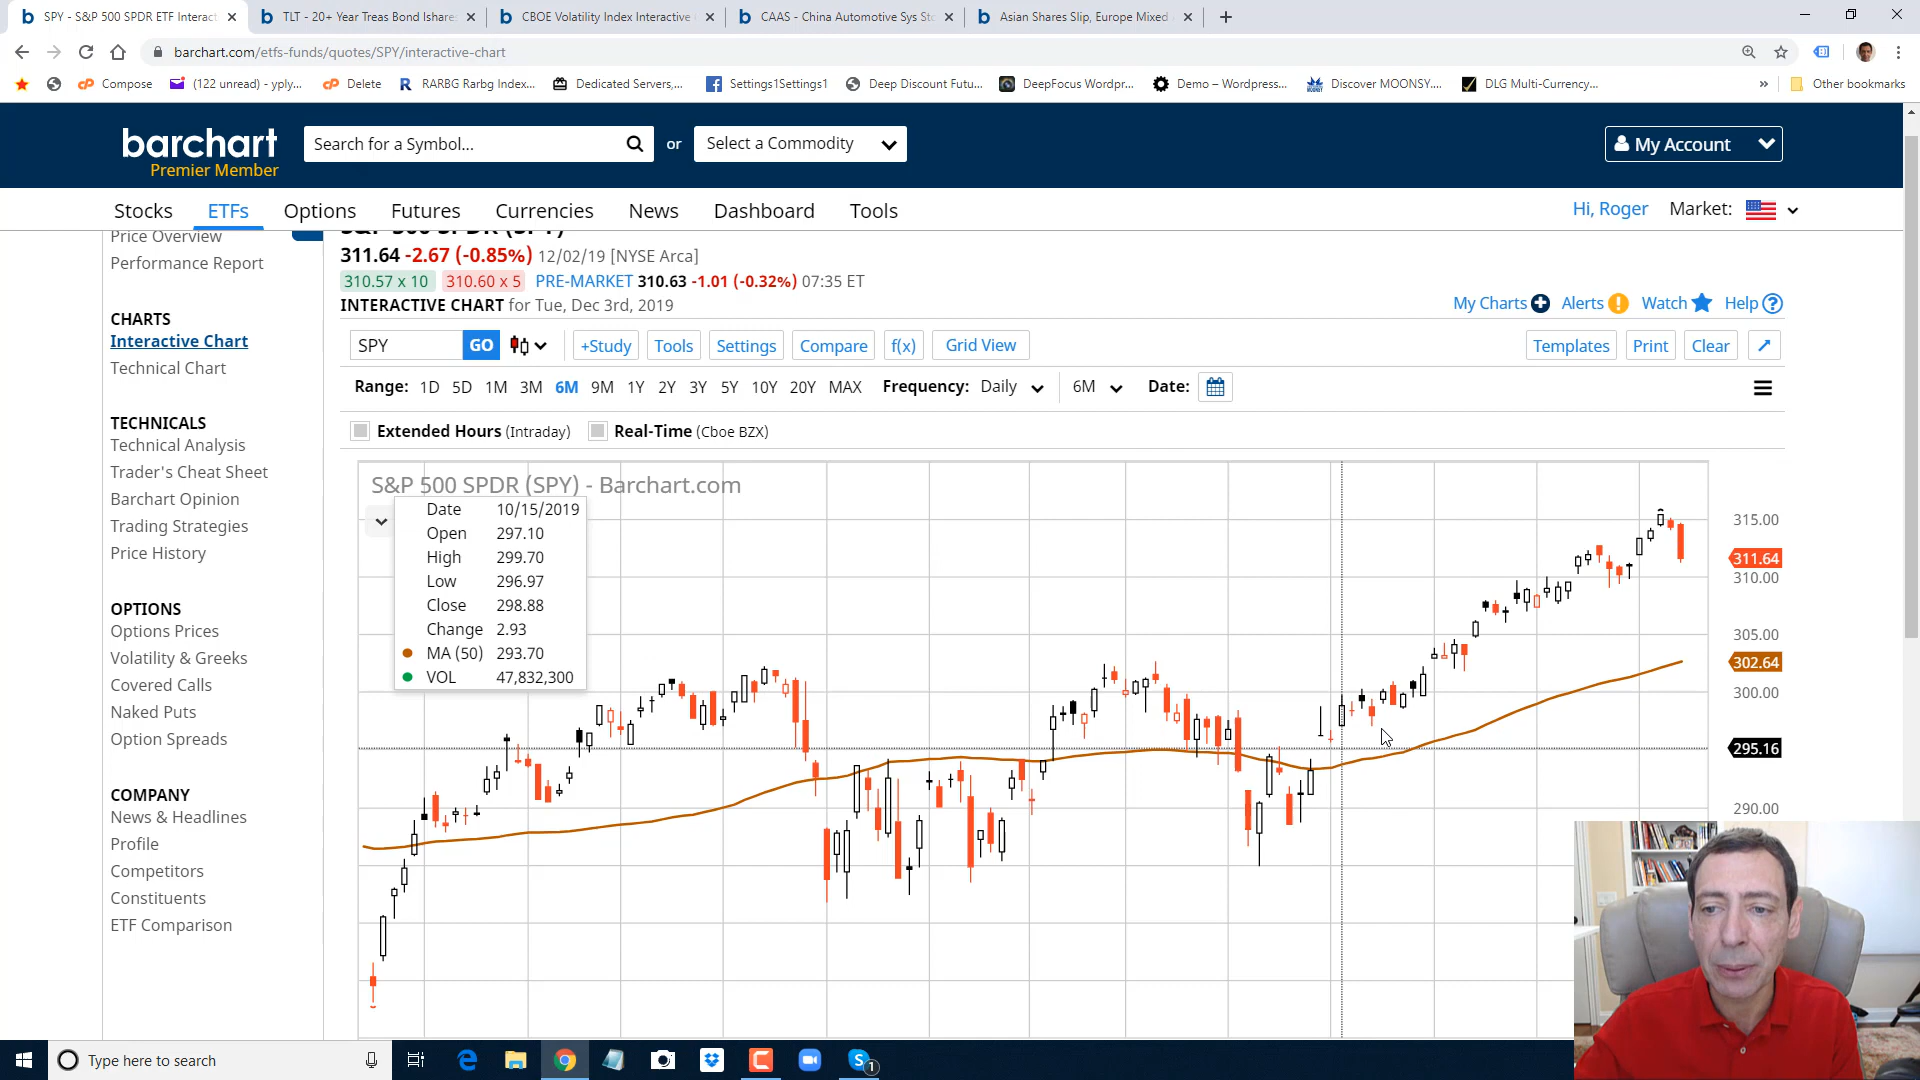 SPY - S&P 500 SPDR ETF Interact
TLT - 20+ Year Treas Bond Ishare
CBOE Volatility Index Interactive
CAAS - China Automotive Sys St
Asian Shares Slip, Europe Mixed
barchart.com/etfs-funds/quotes/SPY/interactive-chart
Compose
(122 unread) - yply...
Delete
RARBG Rarbg Index...
Dedicated Servers,...
Settings1Settings1
Deep Discount Futu...
DeepFocus Wordpr...
Demo – Wordpress...
Discover MOONSY....
DLG Multi-Currency...
» Other bookmarks
barchart
Premier Member
Search for a Symbol...
or
Select a Commodity
My Account
Stocks ETFs Options Futures Currencies News Dashboard Tools
Hi, Roger Market:
Price Overview
Performance Report
CHARTS
Interactive Chart
Technical Chart
TECHNICALS
Technical Analysis
Trader's Cheat Sheet
Barchart Opinion
Trading Strategies
Price History
OPTIONS
Options Prices
Volatility & Greeks
Covered Calls
Naked Puts
Option Spreads
COMPANY
News & Headlines
Profile
Competitors
Constituents
ETF Comparison
S&P 500 SPDR (SPY)
311.64 -2.67 (-0.85%) 12/02/19 [NYSE Arca]
310.57 x 10 310.60 x 5 PRE-MARKET 310.63 -1.01 (-0.32%) 07:35 ET
INTERACTIVE CHART for Tue, Dec 3rd, 2019
My Charts Alerts Watch Help
SPY GO +Study Tools Settings Compare f(x) Grid View
Templates Print Clear
Range: 1D 5D 1M 3M 6M 9M 1Y 2Y 3Y 5Y 10Y 20Y MAX Frequency: Daily 6M Date:
Extended Hours (Intraday) Real-Time (Cboe BZX)
S&P 500 SPDR (SPY) - Barchart.com
Date 10/15/2019
Open 297.10
High 299.70
Low 296.97
Close 298.88
Change 2.93
MA (50) 293.70
VOL 47,832,300
315.00
311.64
310.00
305.00
302.64
300.00
295.16
290.00
Type here to search
1